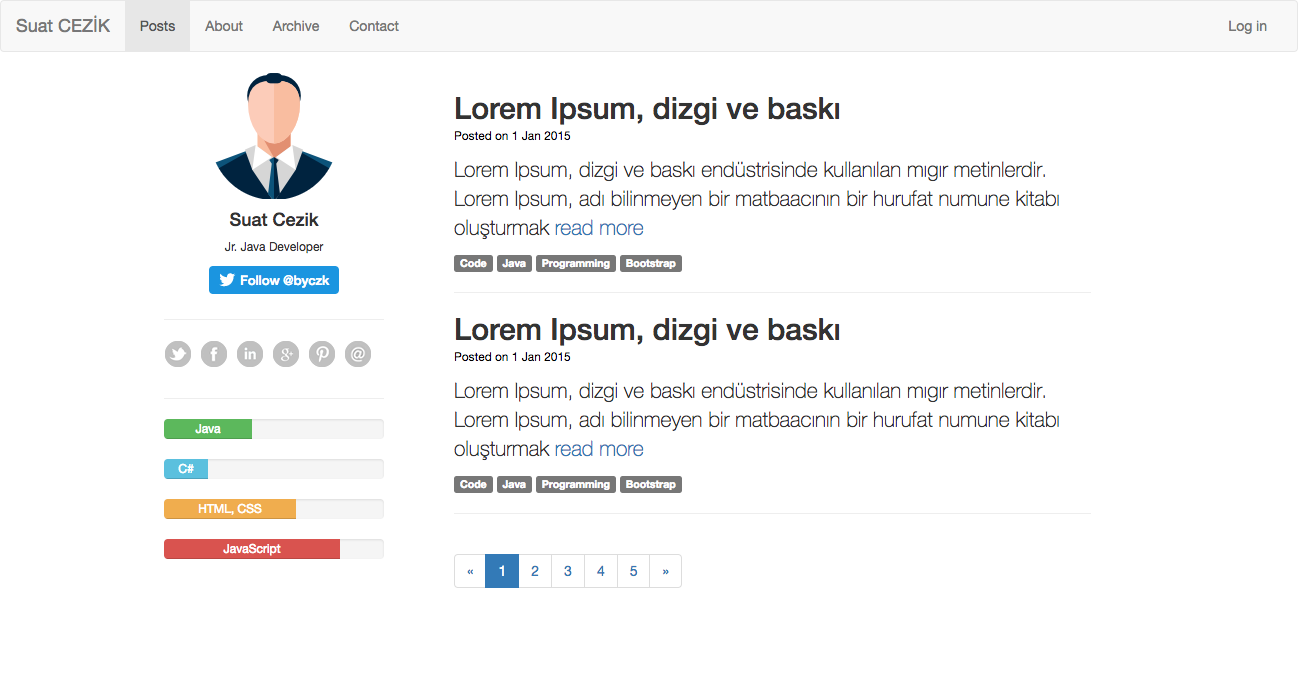 Suat CEZİK Posts About Archive Contact Log in
Suat Cezik
Jr. Java Developer
Follow @byczk
Java
C#
HTML, CSS
JavaScript
Lorem Ipsum, dizgi ve baskı
Posted on 1 Jan 2015
Lorem Ipsum, dizgi ve baskı endüstrisinde kullanılan mıgır metinlerdir.
Lorem Ipsum, adı bilinmeyen bir matbaacının bir hurufat numune kitabı
oluşturmak read more
Code Java Programming Bootstrap
Lorem Ipsum, dizgi ve baskı
Posted on 1 Jan 2015
Lorem Ipsum, dizgi ve baskı endüstrisinde kullanılan mıgır metinlerdir.
Lorem Ipsum, adı bilinmeyen bir matbaacının bir hurufat numune kitabı
oluşturmak read more
Code Java Programming Bootstrap
« 1 2 3 4 5 »